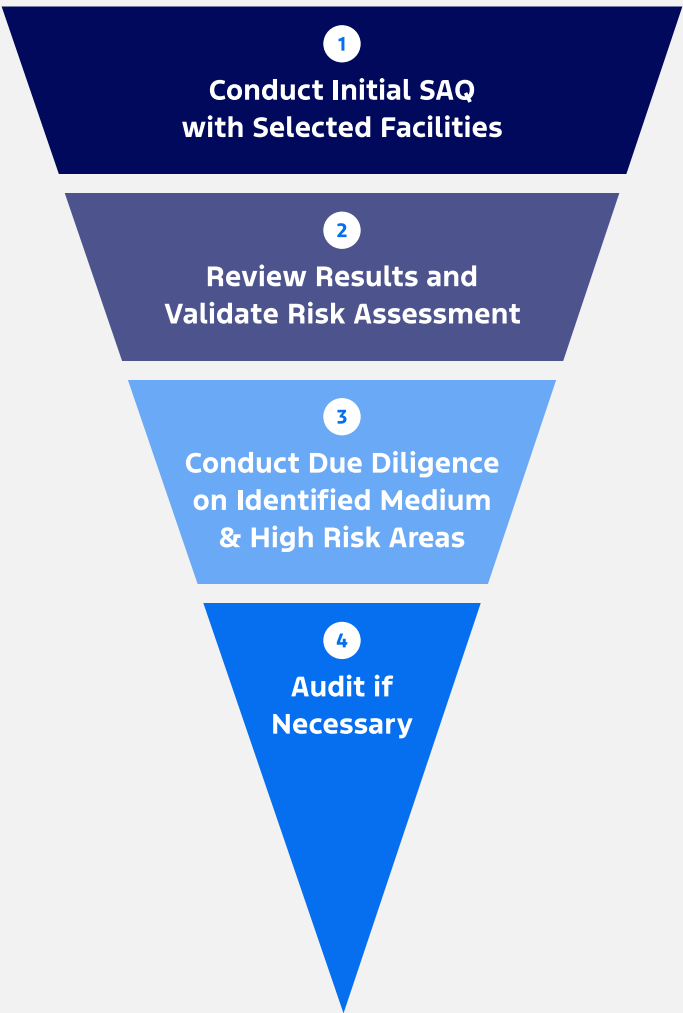 1
Conduct Initial SAQ
with Selected Facilities
2
Review Results and
Validate Risk Assessment
3
Conduct Due Diligence
on Identified Medium
& High Risk Areas
4
Audit if
Necessary